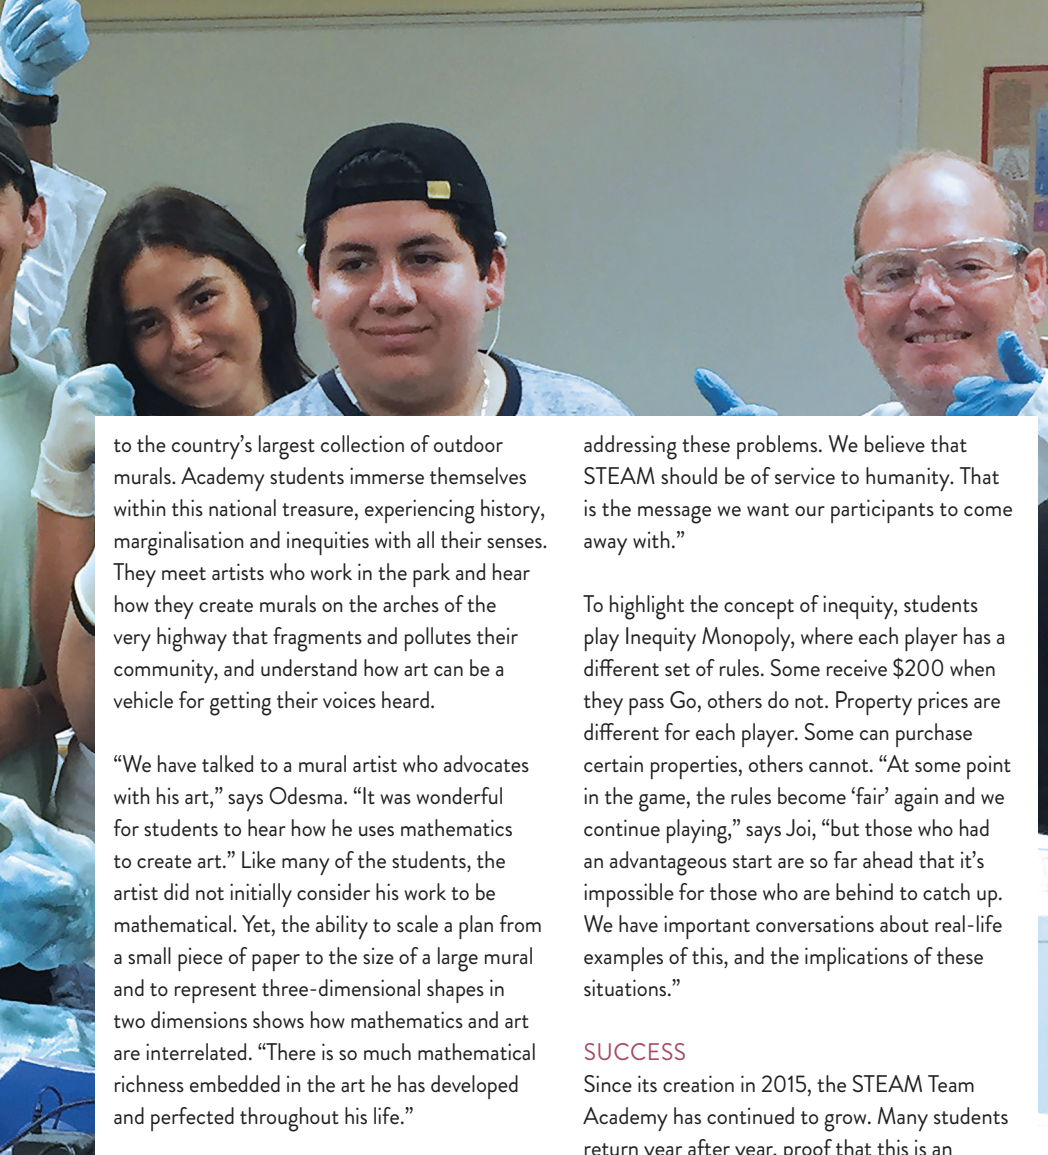 to the country’s largest collection of outdoor
murals. Academy students immerse themselves
within this national treasure, experiencing history,
marginalisation and inequities with all their senses.
They meet artists who work in the park and hear
how they create murals on the arches of the
very highway that fragments and pollutes their
community, and understand how art can be a
vehicle for getting their voices heard.
“We have talked to a mural artist who advocates
with his art,” says Odesma. “It was wonderful
for students to hear how he uses mathematics
to create art.” Like many of the students, the
artist did not initially consider his work to be
mathematical. Yet, the ability to scale a plan from
a small piece of paper to the size of a large mural
and to represent three-dimensional shapes in
two dimensions shows how mathematics and art
are interrelated. “There is so much mathematical
richness embedded in the art he has developed
and perfected throughout his life.”
addressing these problems. We believe that
STEAM should be of service to humanity. That
is the message we want our participants to come
away with.”
To highlight the concept of inequity, students
play Inequity Monopoly, where each player has a
different set of rules. Some receive $200 when
they pass Go, others do not. Property prices are
different for each player. Some can purchase
certain properties, others cannot. “At some point
in the game, the rules become ‘fair’ again and we
continue playing,” says Joi, “but those who had
an advantageous start are so far ahead that it’s
impossible for those who are behind to catch up.
We have important conversations about real-life
examples of this, and the implications of these
situations.”
SUCCESS
Since its creation in 2015, the STEAM Team
Academy has continued to grow. Many students
return year after year, proof that this is an